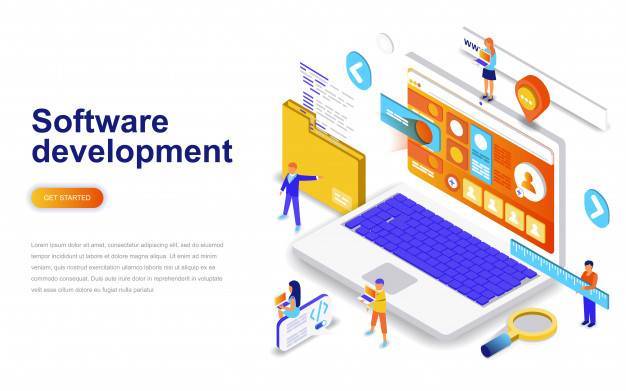 Software
development
GET STARTED
Lorem ipsum dolor sit amet, consectetur adipiscing
elit, sed do eiusmod tempor incididunt ut labore et
dolore magna aliqua. Ut enim ad minim veniam, quis
nostrud exercitation ullamco laboris nisi ut aliquip ex ea
commodo consequat. Duis aute irure dolor in
reprehenderit in voluptate velit esse cillum dolore eu
fugiat nulla pariatur